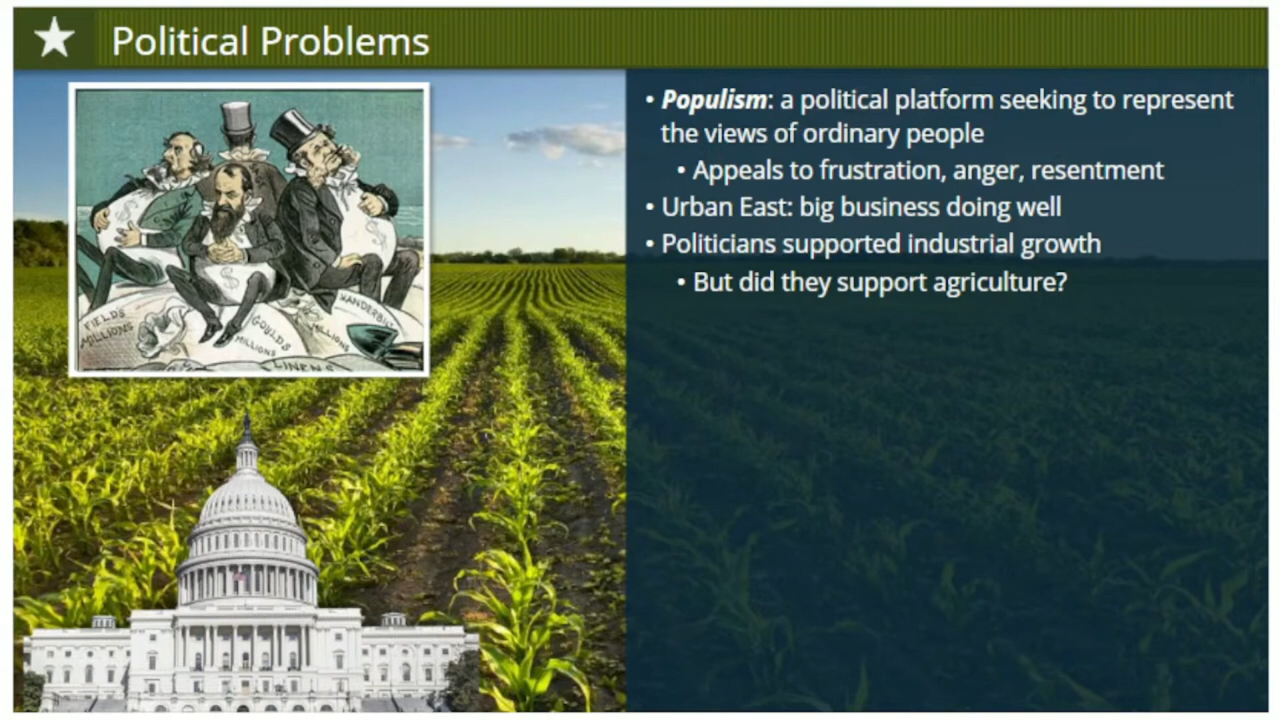 Political Problems
• Populism: a political platform seeking to represent
the views of ordinary people
• Appeals to frustration, anger, resentment
• Urban East: big business doing well
• Politicians supported industrial growth
• But did they support agriculture?
FIELDS
MILLIONS
GOULDS
MILLIONS
VANDERBILT
MILLIONS
LINENS